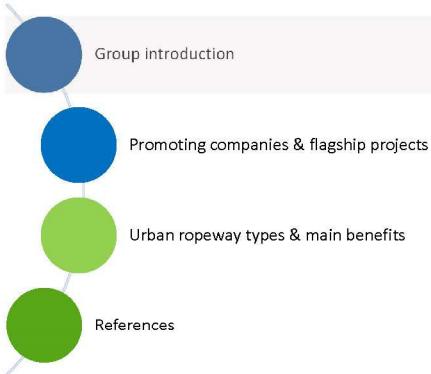 Group introduction
Promoting companies & flagship projects
Urban ropeway types & main benefits
References